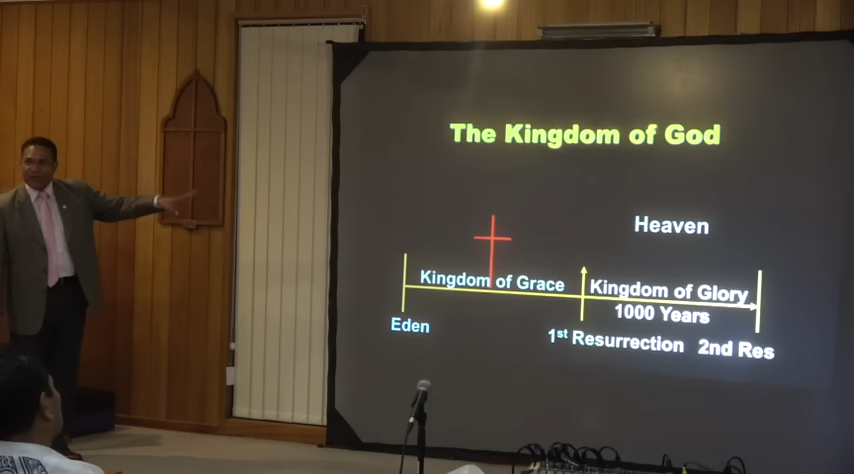 The Kingdom of God
Heaven
Kingdom of Grace
Kingdom of Glory
1000 Years
Eden
1st Resurrection
2nd Res